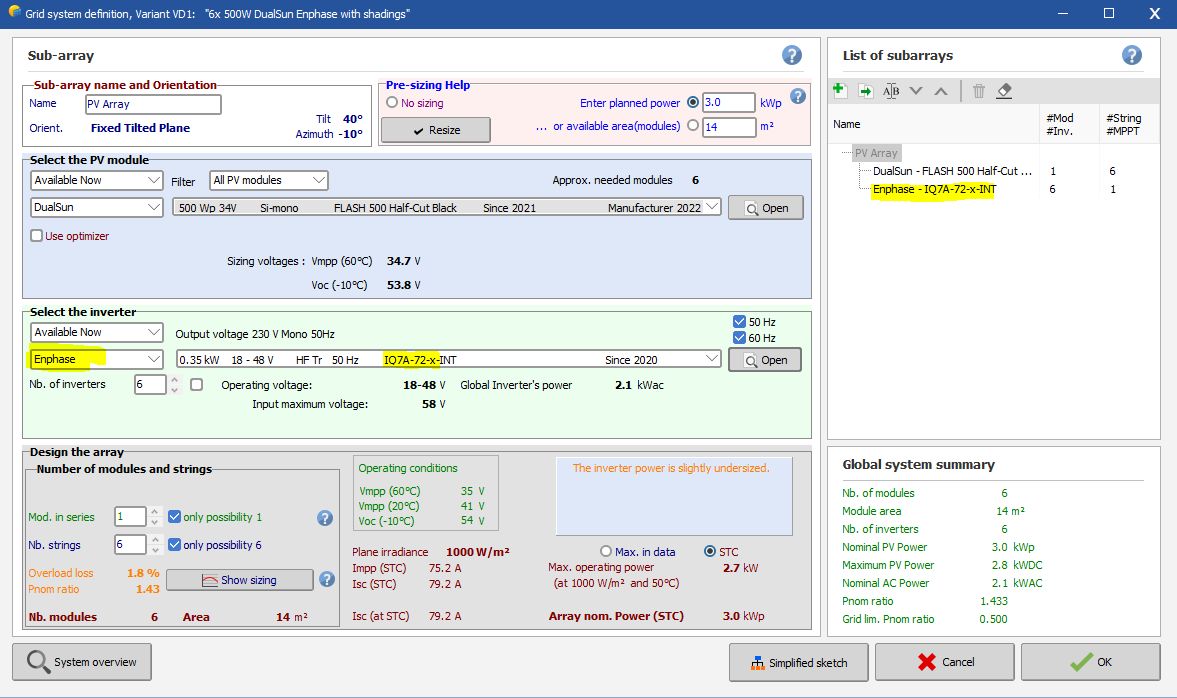 Grid system definition, Variant VD1: "6x 500W DualSun Enphase with shadings"
Sub-array
?
Sub-array name and Orientation
Name PV Array
Orient. Fixed Tilted Plane
Tilt 40°
Azimuth -10°
Pre-sizing Help
No sizing
Enter planned power 3.0 kWp
?
Resize
... or available area(modules) 14 m²
Select the PV module
Available Now Filter All PV modules Approx. needed modules 6
DualSun 500 Wp 34V Si-mono FLASH 500 Half-Cut Black Since 2021 Manufacturer 2022 Open
Use optimizer
Sizing voltages : Vmpp (60°C) 34.7 V
Voc (-10°C) 53.8 V
Select the inverter
Available Now Output voltage 230 V Mono 50Hz
50 Hz
60 Hz
Enphase 0.35 kW 18 - 48 V HF Tr 50 Hz IQ7A-72-x-INT Since 2020 Open
Nb. of inverters 6 Operating voltage: 18-48 V Global Inverter's power 2.1 kWac
Input maximum voltage: 58 V
Design the array
Number of modules and strings
Mod. in series 1 only possibility 1 ?
Nb. strings 6 only possibility 6
Overload loss 1.8 %
Pnom ratio 1.43
Show sizing ?
Nb. modules 6 Area 14 m²
Operating conditions
Vmpp (60°C) 35 V
Vmpp (20°C) 41 V
Voc (-10°C) 54 V
The inverter power is slightly undersized.
Plane irradiance 1000 W/m²
Max. in data STC
Impp (STC) 75.2 A
Max. operating power 2.7 kW
Isc (STC) 79.2 A
(at 1000 W/m² and 50°C)
Isc (at STC) 79.2 A
Array nom. Power (STC) 3.0 kWp
List of subarrays
?
A B
Name #Mod #String
#Inv. #MPPT
PV Array
DualSun - FLASH 500 Half-Cut ... 1 6
Enphase - IQ7A-72-x-INT 6 1
Global system summary
Nb. of modules 6
Module area 14 m²
Nb. of inverters 6
Nominal PV Power 3.0 kWp
Maximum PV Power 2.8 kWDC
Nominal AC Power 2.1 kWAC
Pnom ratio 1.433
Grid lim. Pnom ratio 0.500
System overview
Simplified sketch
Cancel
OK